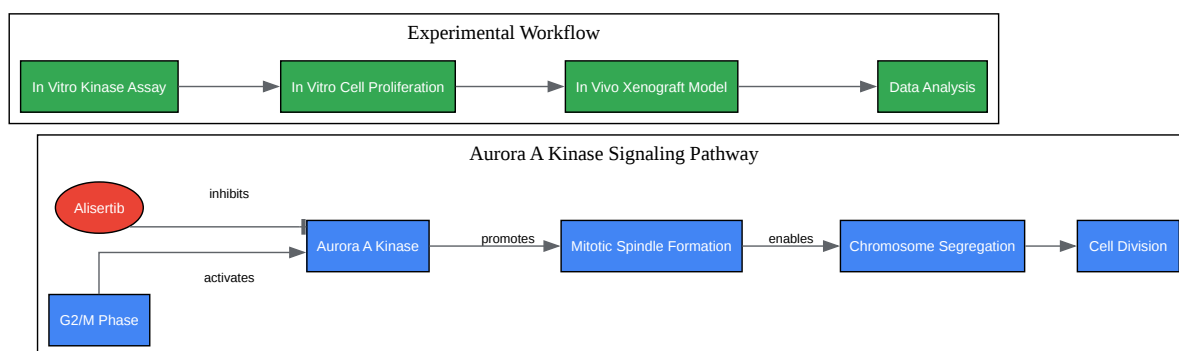 Experimental Workflow
In Vitro Kinase Assay
In Vitro Cell Proliferation
In Vivo Xenograft Model
Data Analysis
Aurora A Kinase Signaling Pathway
Alisertib
inhibits
Aurora A Kinase
promotes
Mitotic Spindle Formation
enables
Chromosome Segregation
Cell Division
activates
G2/M Phase